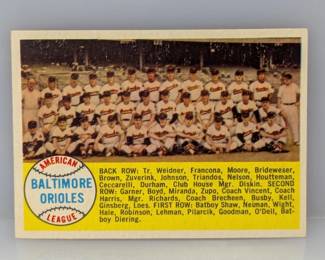 AMERICAN
BALTIMORE
ORIOLES
LEAGUE
BACK ROW: Tr. Weidner, Francona, Moore, Brideweser,
Brown, Zuverink, Johnson, Triandos, Nelson, Houtteman,
Ceccarelli, Durham, Club House Mgr. Diskin. SECOND
ROW: Garner, Boyd, Miranda, Zupo, Coach Vincent, Coach
Harris, Mgr. Richards, Coach Brecheen, Busby, Kell,
Ginsberg, Loes. FIRST ROW: Batboy Shaw, Neiman, Wight,
Hale, Robinson, Lehman, Pilarcik, Goodman, O'Dell, Bat-
boy Diering.